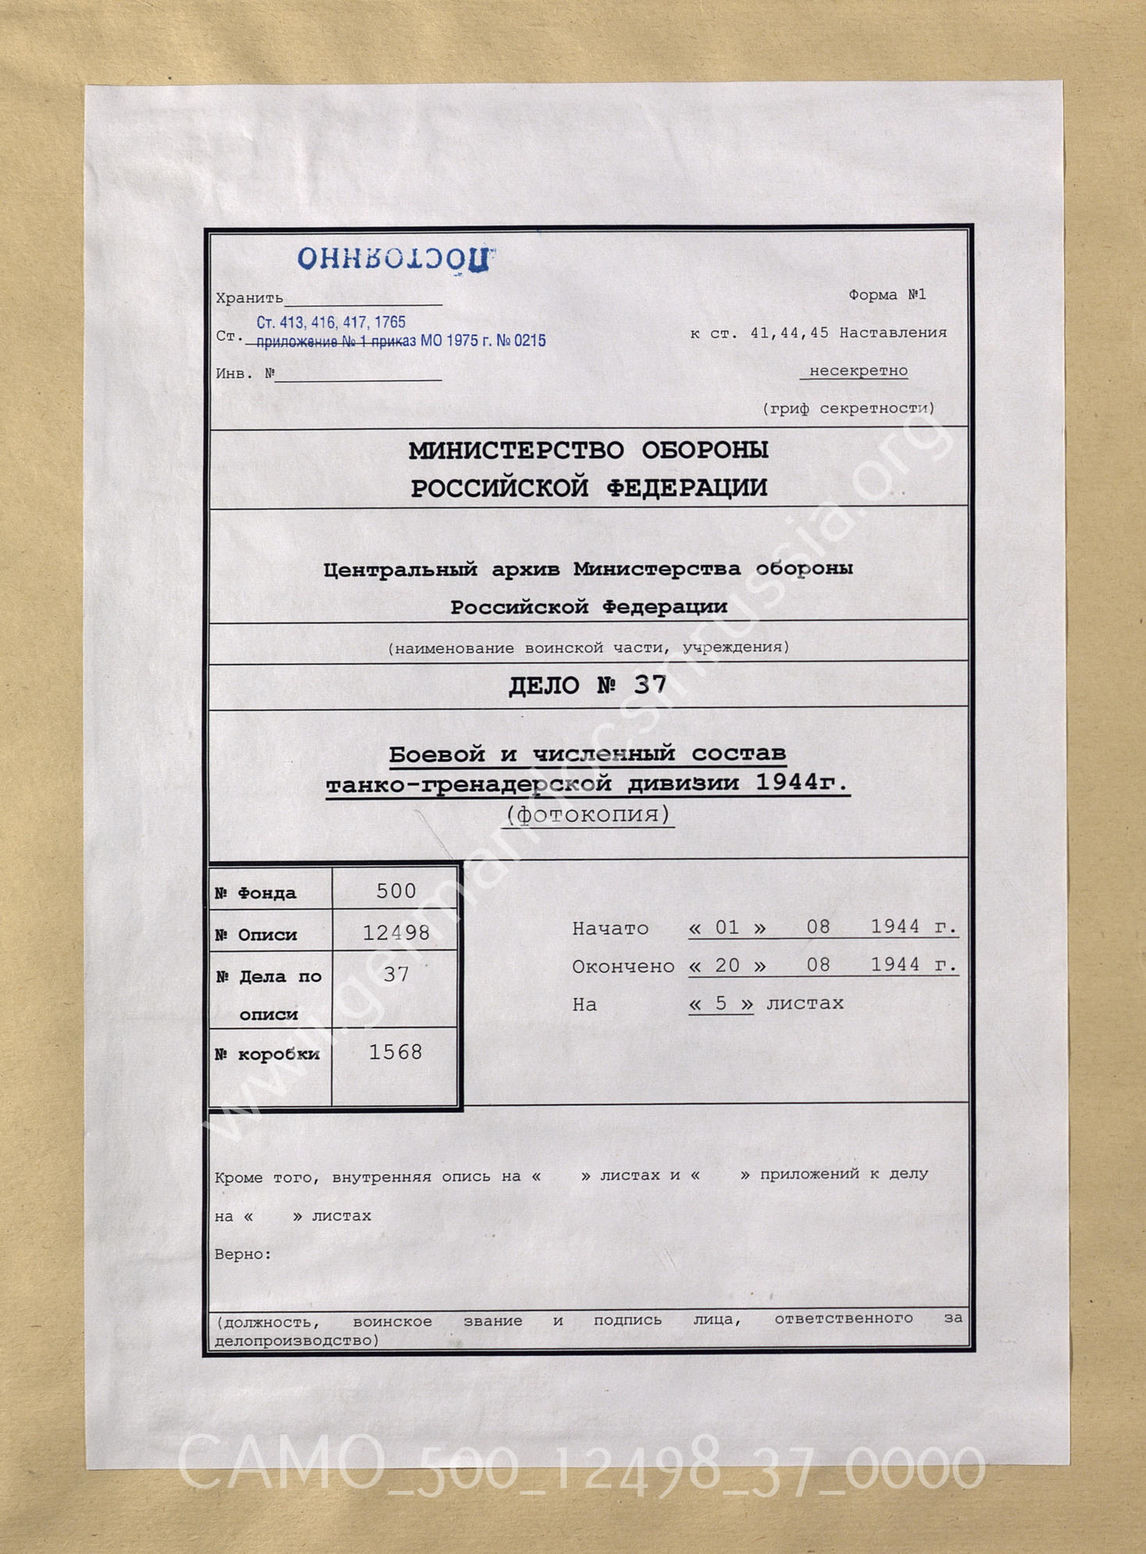 Постоянно
Хранить
Форма №1
Ст. 413, 416, 417, 1765
Ст. приложение № 1 приказ МО 1975 г. № 0215
к ст. 41,44,45 Наставления
Инв. №
несекретно
(гриф секретности)
МИНИСТЕРСТВО ОБОРОНЫ
РОССИЙСКОЙ ФЕДЕРАЦИИ
Центральный архив Министерства обороны
Российской Федерации
(наименование воинской части, учреждения)
ДЕЛО № 37
Боевой и численный состав
танко-гренадерской дивизии 1944г.
(фотокопия)
№ Фонда 500
№ Описи 12498
№ Дела по 37
описи
№ коробки 1568
Начато « 01 » 08 1944 г.
Окончено « 20 » 08 1944 г.
На « 5 » листах
Кроме того, внутренняя опись на « » листах и « » приложений к делу
на « » листах
Верно:
(должность, воинское звание и подпись лица, ответственного за
делопроизводство)
www.germandocsinrussia.org
CAMO_500_12498_37_0000